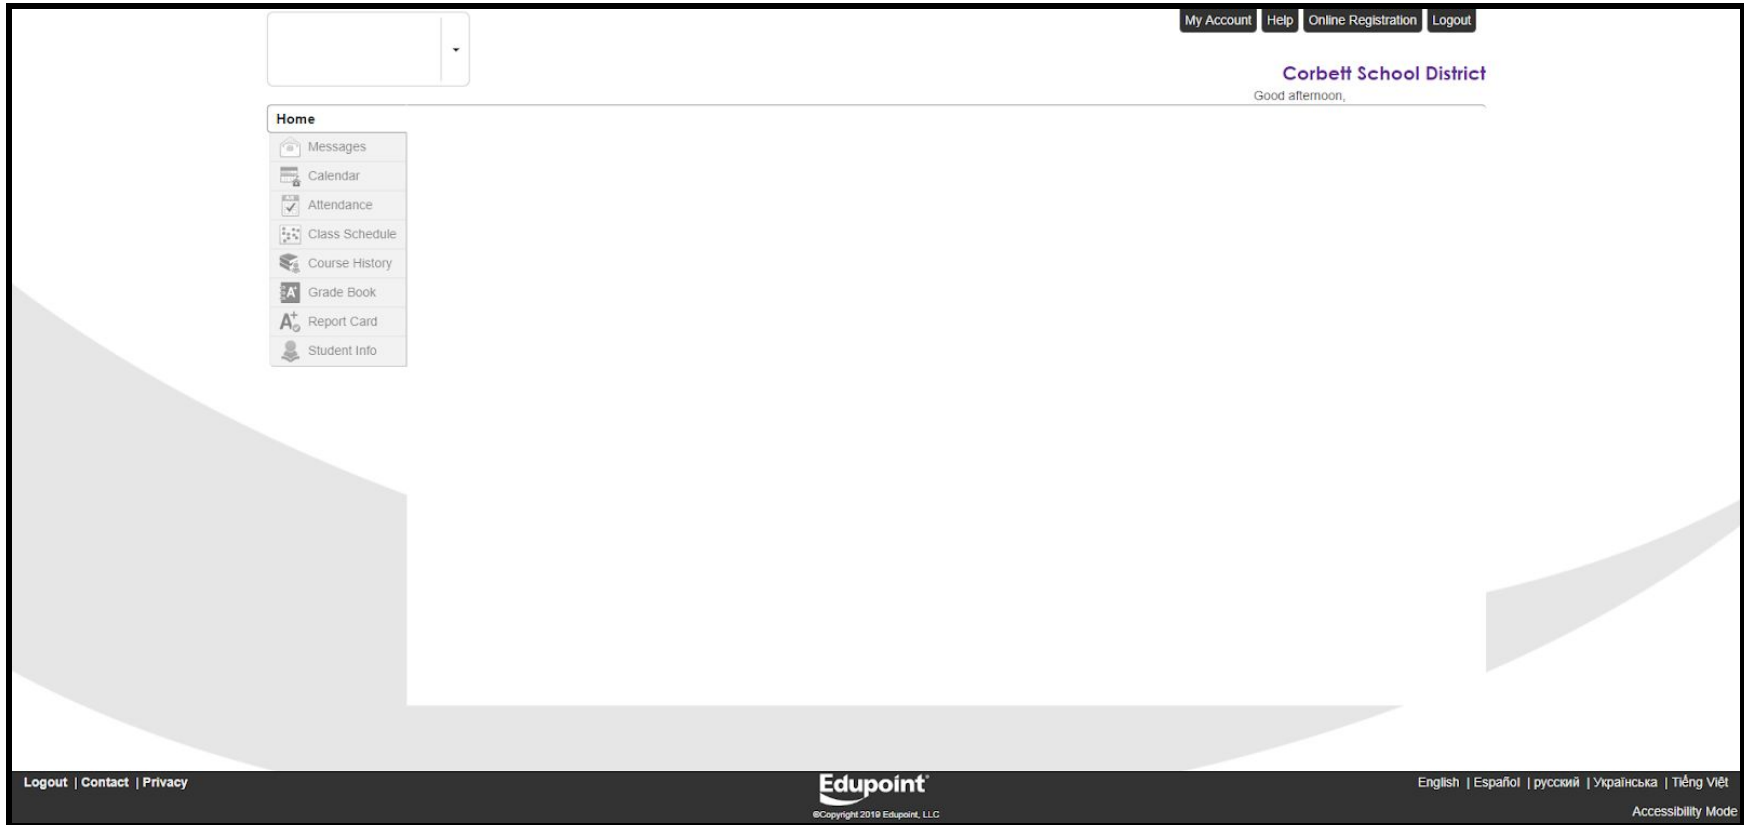 My Account Help Online Registration Logout
Corbett School District
Good afternoon,
Home
Messages
Calendar
Attendance
Class Schedule
Course History
Grade Book
Report Card
Student Info
Logout | Contact | Privacy
Edupoint
©Copyright 2019 Edupoint, LLC
English | Español | русский | Українська | Tiếng Việt
Accessibility Mode